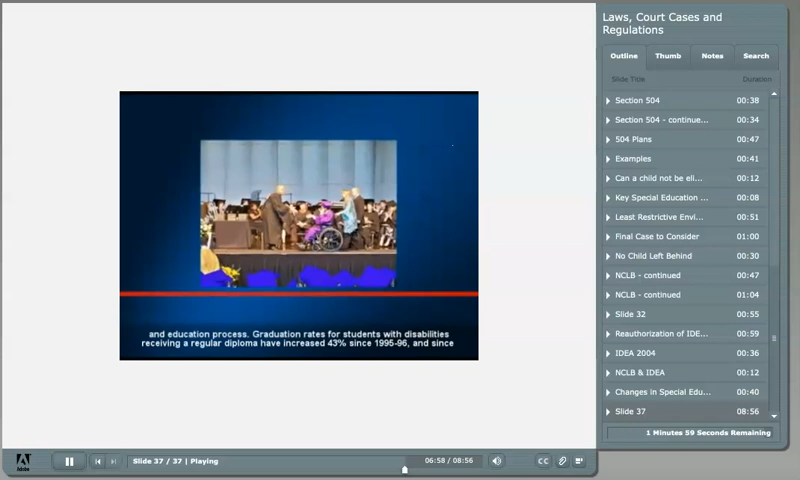 Laws, Court Cases and
Regulations
Outline
Thumb
Notes
Search
Slide Title
Duration
Section 504 00:38
Section 504 - continue... 00:34
504 Plans 00:47
Examples 00:41
Can a child not be eli... 00:12
Key Special Education ... 00:08
Least Restrictive Envi... 00:51
Final Case to Consider 01:00
No Child Left Behind 00:30
NCLB - continued 00:47
NCLB - continued 01:04
Slide 32 00:55
Reauthorization of IDE... 00:59
IDEA 2004 00:36
NCLB & IDEA 00:12
Changes in Special Edu... 00:40
Slide 37 08:56
1 Minutes 59 Seconds Remaining
and education process. Graduation rates for students with disabilities
receiving a regular diploma have increased 43% since 1995-96, and since
Adobe
Slide 37 / 37 | Playing
06:58 / 08:56
CC